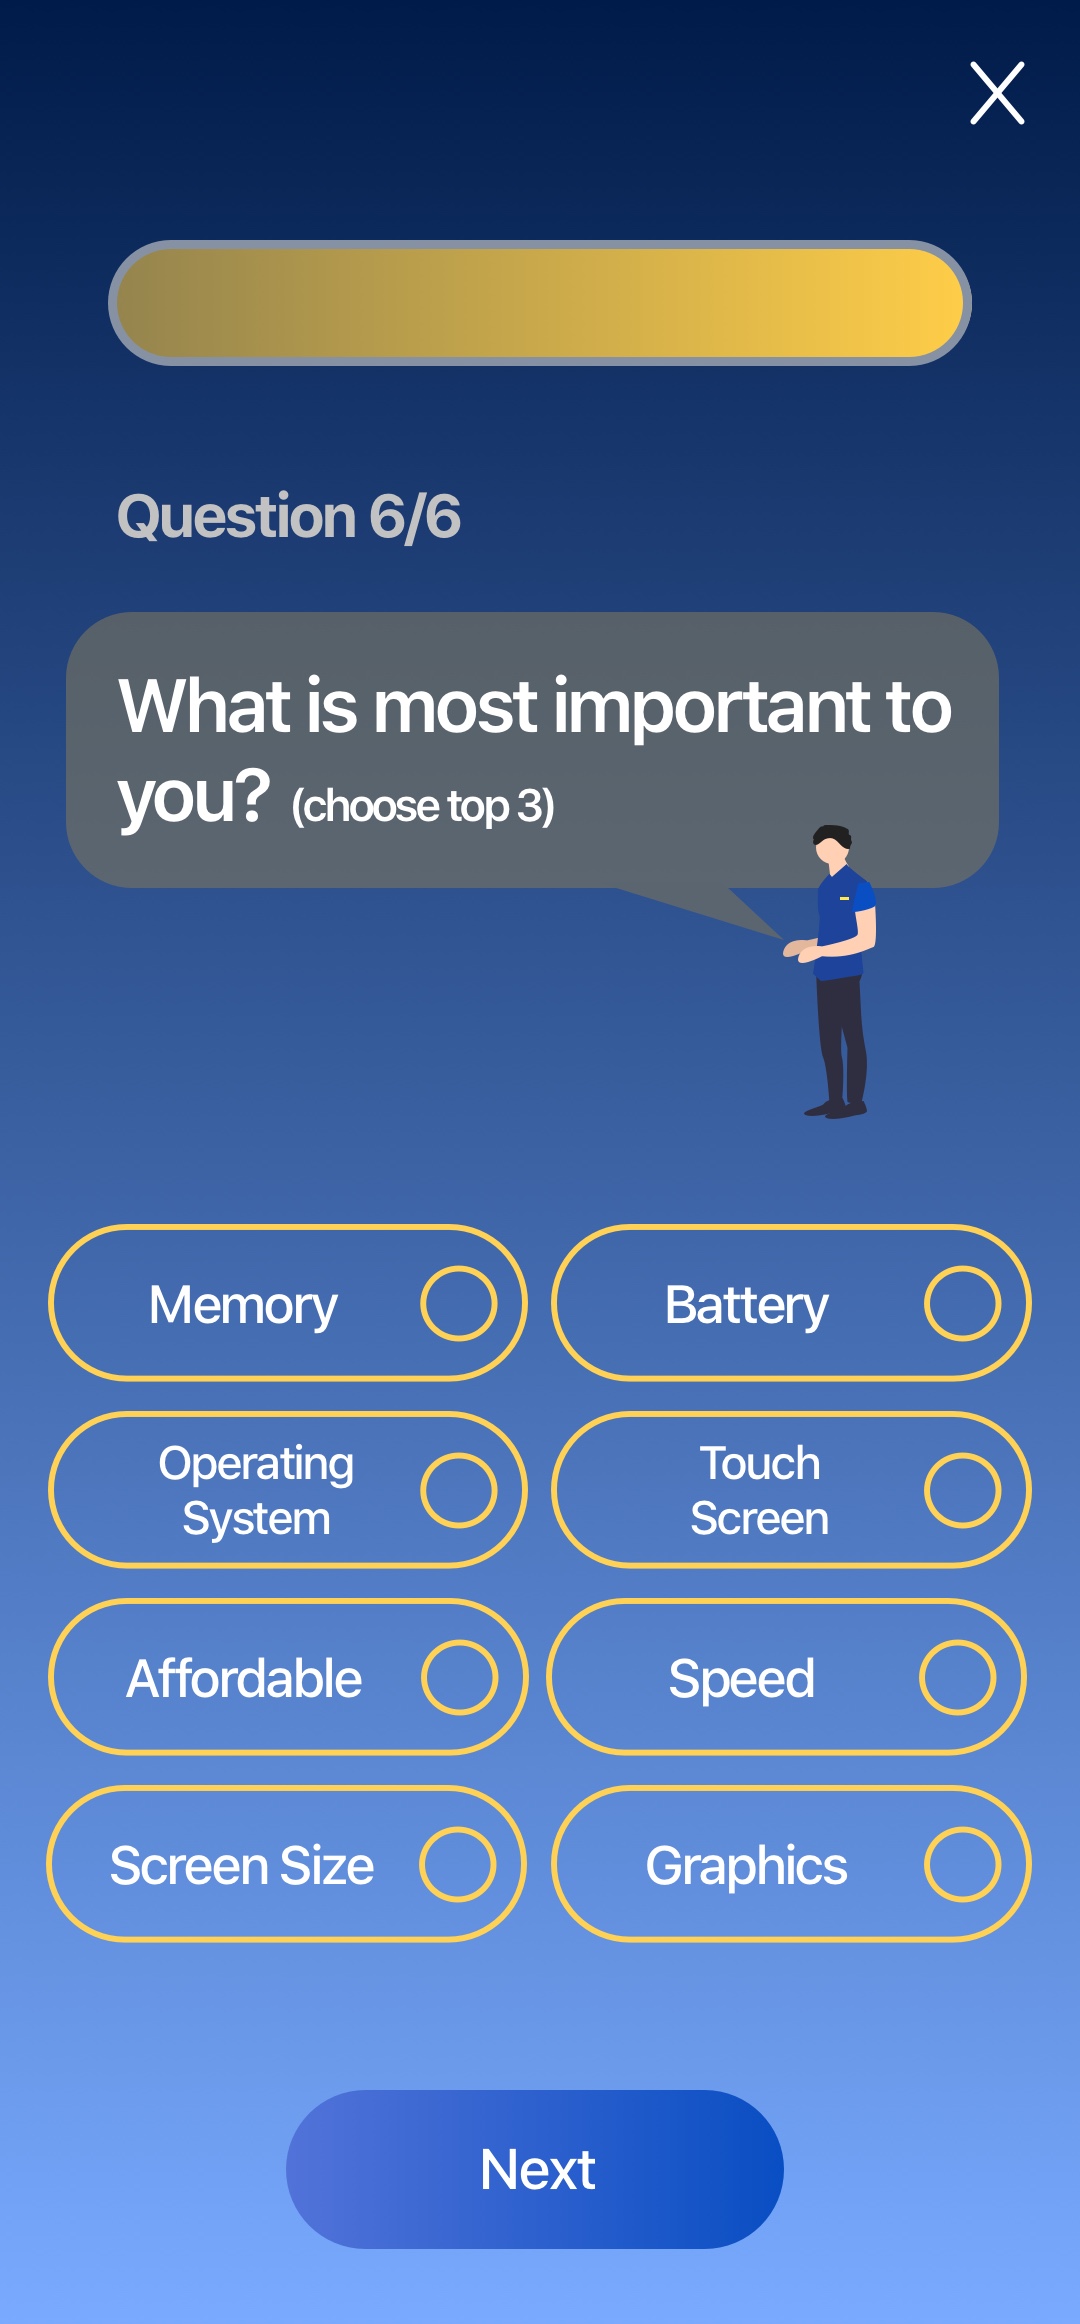 Question 6/6
What is most important to
you? (choose top 3)
Memory
Battery
Operating
System
Touch
Screen
Affordable
Speed
Screen Size
Graphics
Next